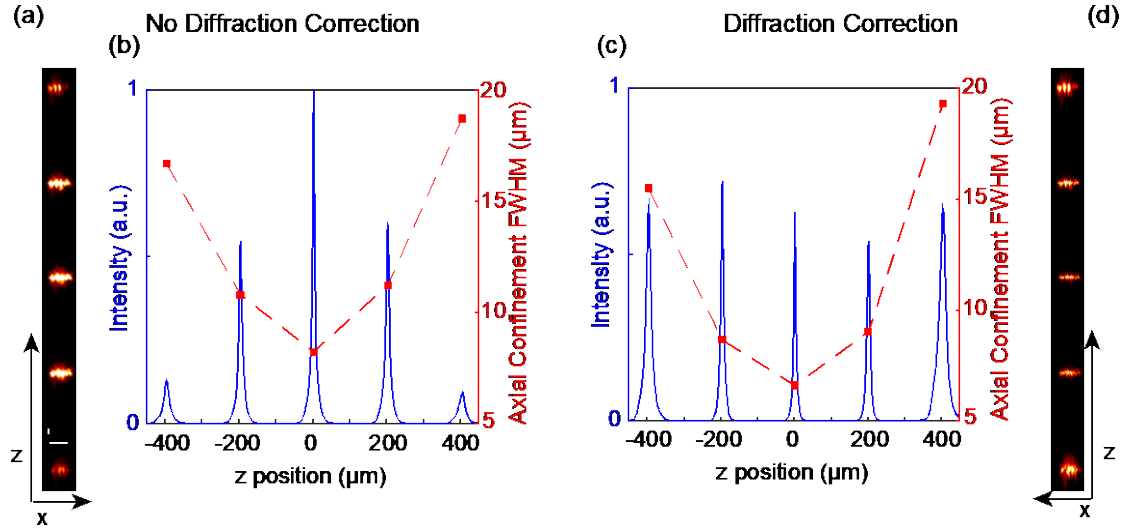 (a)
No Diffraction Correction
Diffraction Correction
(d)
(b)
(c)
1
20
15
10
5
0
Intensity (a.u.)
Axial Confinement FWHM (µm)
-400 -200 0 200 400
z position (µm)
1
20
15
10
5
0
Intensity (a.u.)
Axial Confinement FWHM (µm)
-400 -200 0 200 400
z position (µm)
z
x
z
x